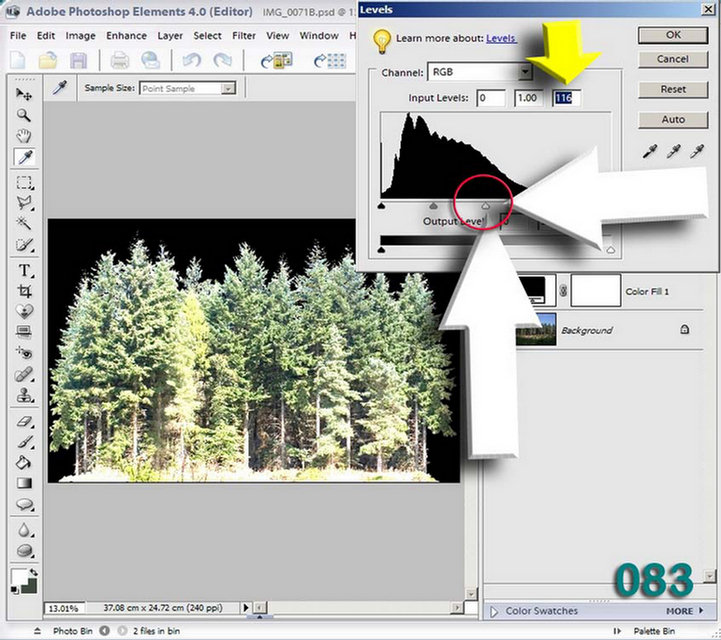 Adobe Photoshop Elements 4.0 (Editor)
IMG_0071B.psd @ 1
Levels
File Edit Image Enhance Layer Select Filter View Window
Learn more about: Levels
OK
Cancel
Reset
Auto
Channel: RGB
Input Levels: 0 1.00 116
Sample Size: Point Sample
Output Level
Color Fill 1
Background
T
083
13.01% 37.08 cm x 24.72 cm (240 ppi)
Color Swatches
MORE
Photo Bin
2 files in bin
Palette Bin